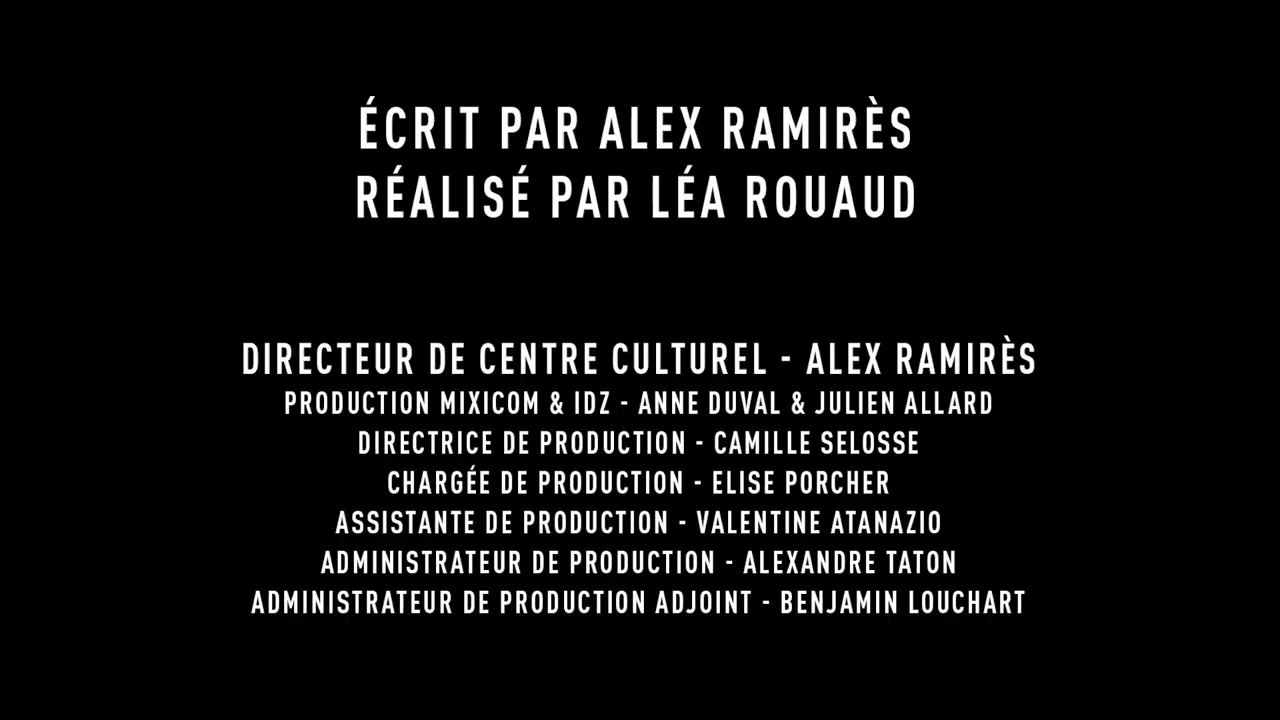 ÉCRIT PAR ALEX RAMIRÈS
RÉALISÉ PAR LÉA ROUAUD
DIRECTEUR DE CENTRE CULTUREL - ALEX RAMIRÈS
PRODUCTION MIXICOM & IDZ - ANNE DUVAL & JULIEN ALLARD
DIRECTRICE DE PRODUCTION - CAMILLE SELOSSE
CHARGÉE DE PRODUCTION - ELISE PORCHER
ASSISTANTE DE PRODUCTION - VALENTINE ATANAZIO
ADMINISTRATEUR DE PRODUCTION - ALEXANDRE TATON
ADMINISTRATEUR DE PRODUCTION ADJOINT - BENJAMIN LOUCHART